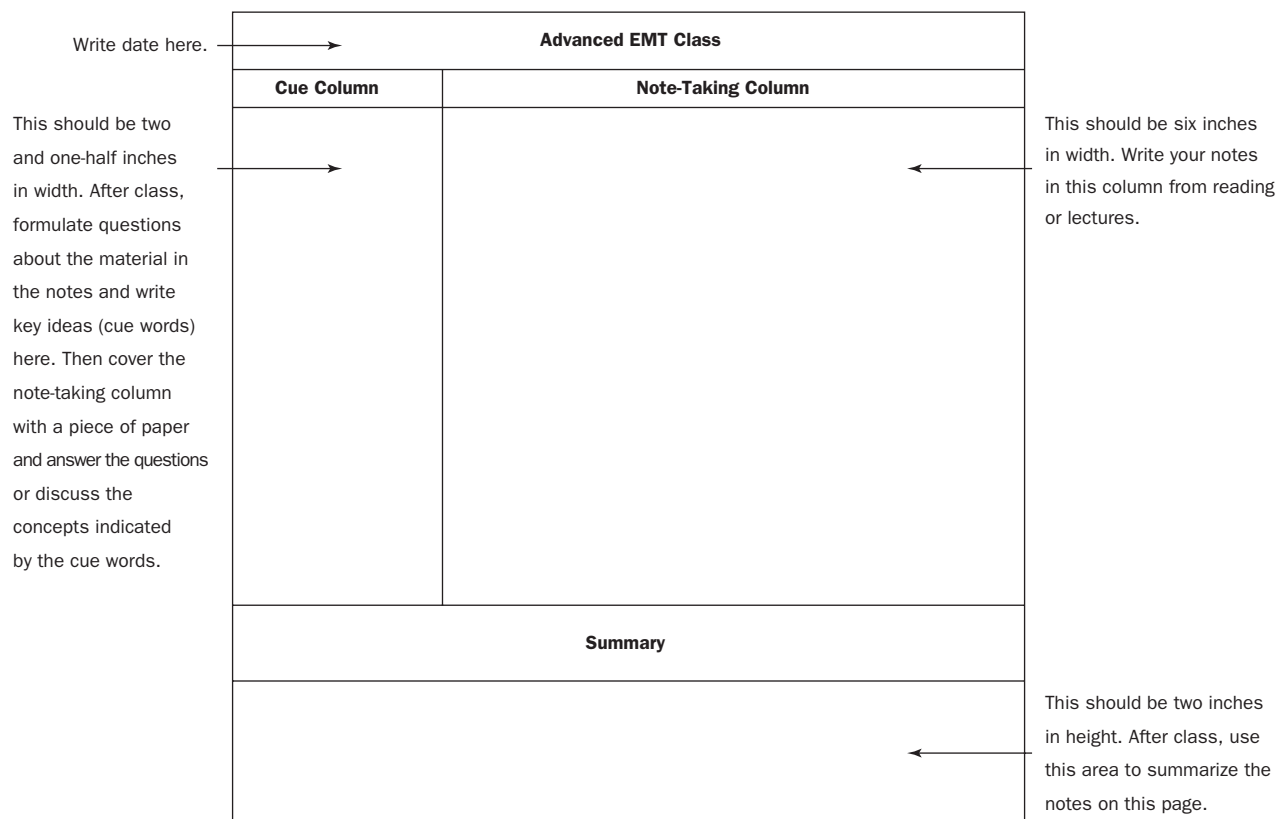 Write date here.
Advanced EMT Class
Cue Column
Note-Taking Column
This should be two
and one-half inches
in width. After class,
formulate questions
about the material in
the notes and write
key ideas (cue words)
here. Then cover the
note-taking column
with a piece of paper
and answer the questions
or discuss the
concepts indicated
by the cue words.
This should be six inches
in width. Write your notes
in this column from reading
or lectures.
Summary
This should be two inches
in height. After class, use
this area to summarize the
notes on this page.